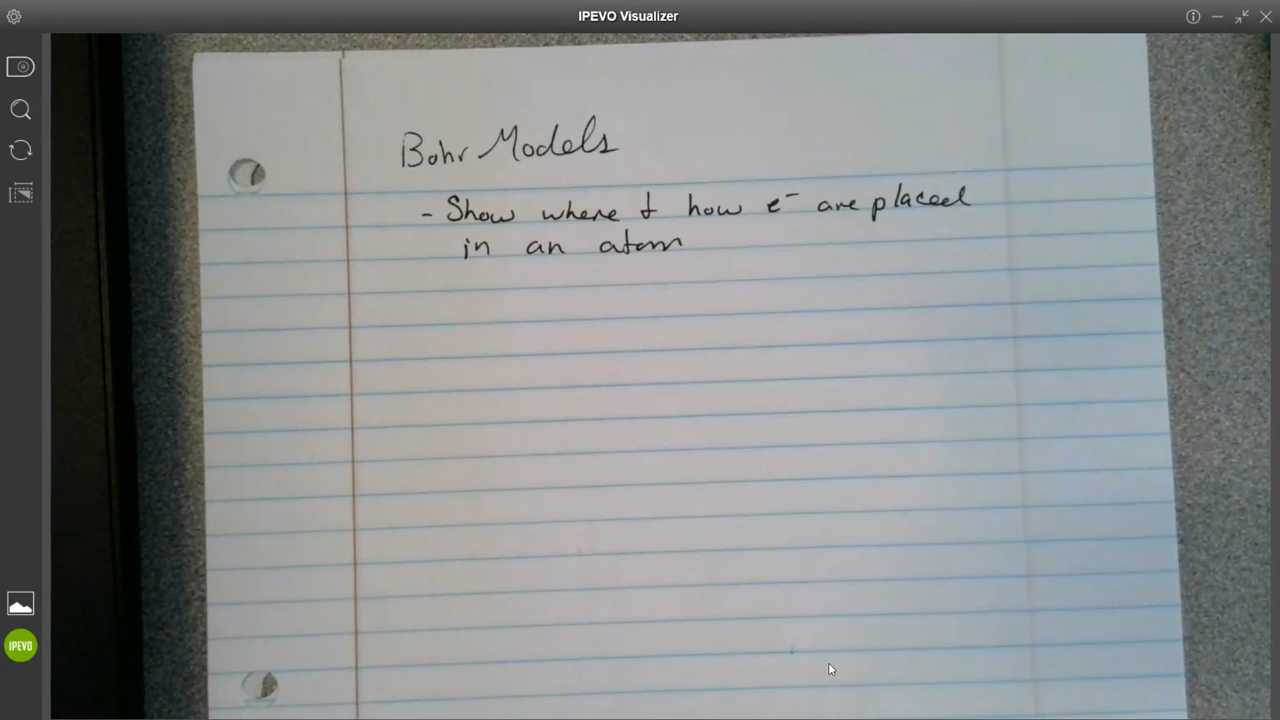 IPEVO Visualizer
Bohr Models
- Show where & how e⁻ are placed
in an atom
IPEVO